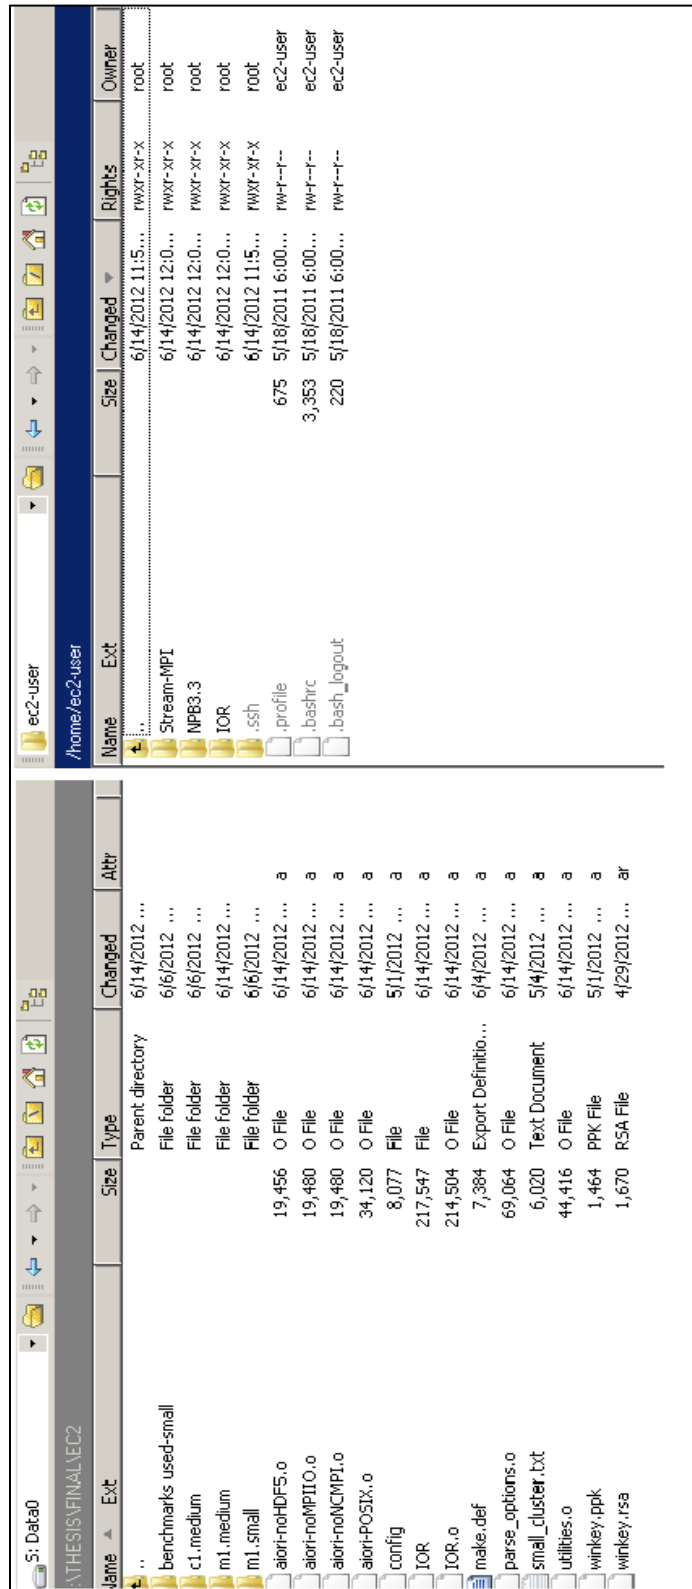 S: Data0
:\THESIS\FINAL\EC2
Name Ext Size Type Changed Attr
.. Parent directory 6/14/2012 ...
benchmarks used-small File folder 6/6/2012 ...
c1.medium File folder 6/6/2012 ...
m1.medium File folder 6/14/2012 ...
m1.small File folder 6/6/2012 ...
aiori-noHDF5.o 19,456 O File 6/14/2012 ... a
aiori-noMPIIO.o 19,480 O File 6/14/2012 ... a
aiori-noNCMPI.o 19,480 O File 6/14/2012 ... a
aiori-POSIX.o 34,120 O File 6/14/2012 ... a
config 8,077 File 5/1/2012 ... a
IOR 217,547 File 6/14/2012 ... a
IOR.o 214,504 O File 6/14/2012 ... a
make.def 7,384 Export Definitio... 6/4/2012 ... a
parse_options.o 69,064 O File 6/14/2012 ... a
small_cluster.txt 6,020 Text Document 5/4/2012 ... a
utilities.o 44,416 O File 6/14/2012 ... a
winkey.ppk 1,464 PPK File 5/1/2012 ... a
winkey.rsa 1,670 RSA File 4/29/2012 ... ar
ec2-user
/home/ec2-user
Name Ext Size Changed Rights Owner
.. 6/14/2012 11:5... rwxr-xr-x root
Stream-MPI 6/14/2012 12:0... rwxr-xr-x root
NPB3.3 6/14/2012 12:0... rwxr-xr-x root
IOR 6/14/2012 12:0... rwxr-xr-x root
.ssh 6/14/2012 11:5... rwxr-xr-x root
.profile 675 5/18/2011 6:00... rw-r--r-- ec2-user
.bashrc 3,353 5/18/2011 6:00... rw-r--r-- ec2-user
.bash_logout 220 5/18/2011 6:00... rw-r--r-- ec2-user